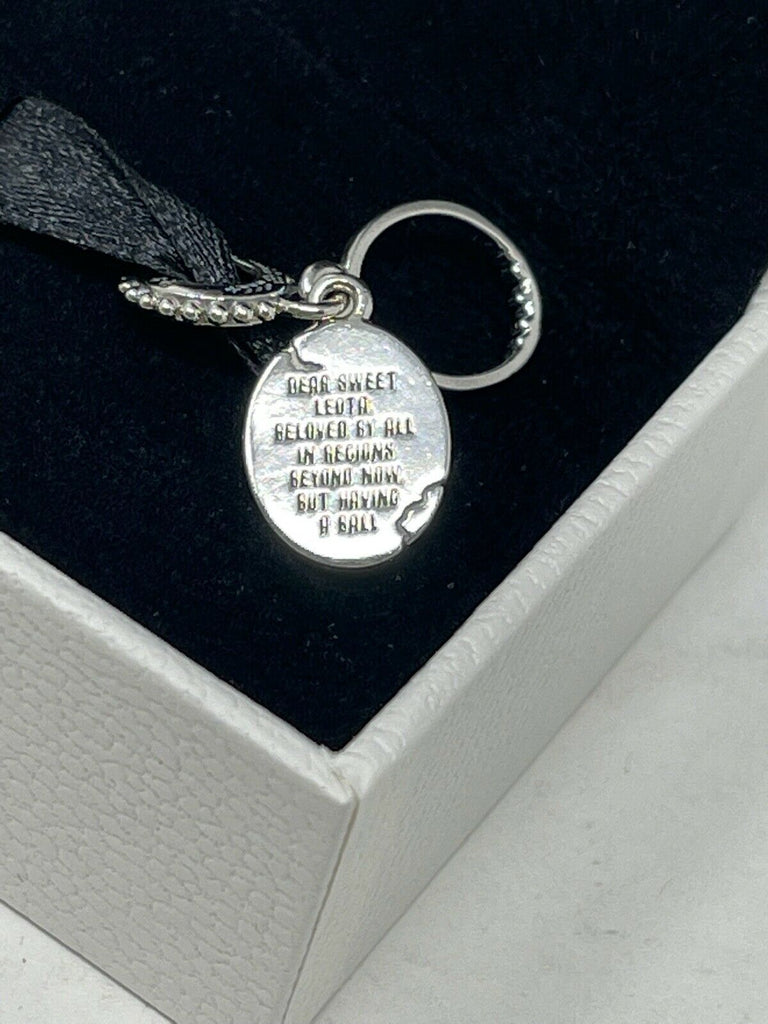 DEAR SWEET
LEOTA
BELOVED BY ALL
IN REGIONS
BEYOND NOW,
BUT HAVING
A BALL